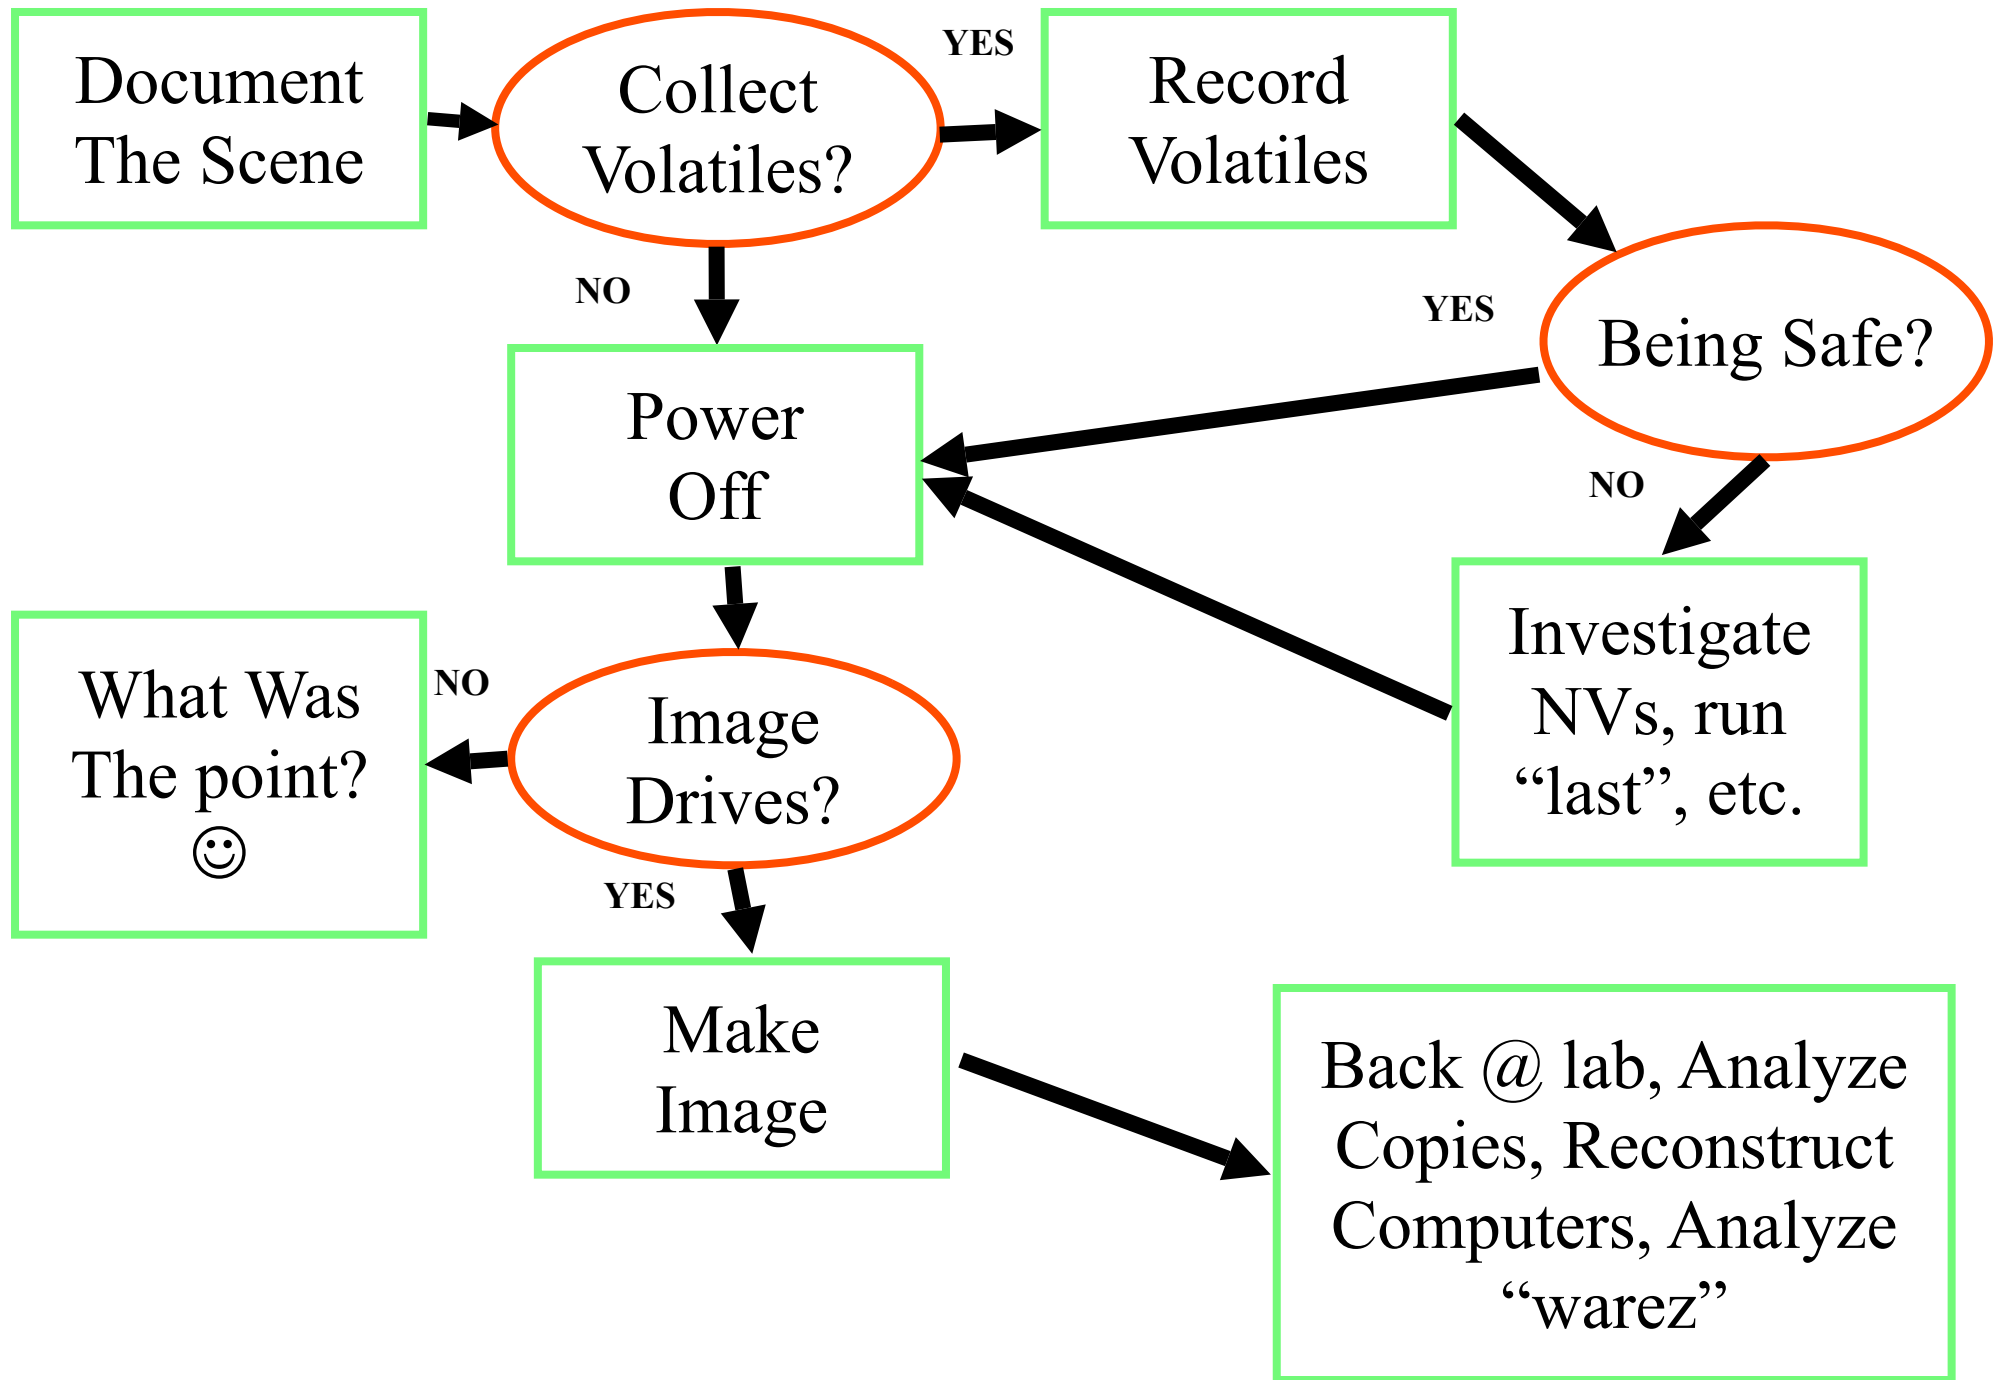 Document
The Scene
Collect
Volatiles?
YES
Record
Volatiles
NO
YES
Being Safe?
Power
Off
NO
Investigate
NVs, run
“last”, etc.
What Was
The point?
☺
NO
Image
Drives?
YES
Make
Image
Back @ lab, Analyze
Copies, Reconstruct
Computers, Analyze
“warez”